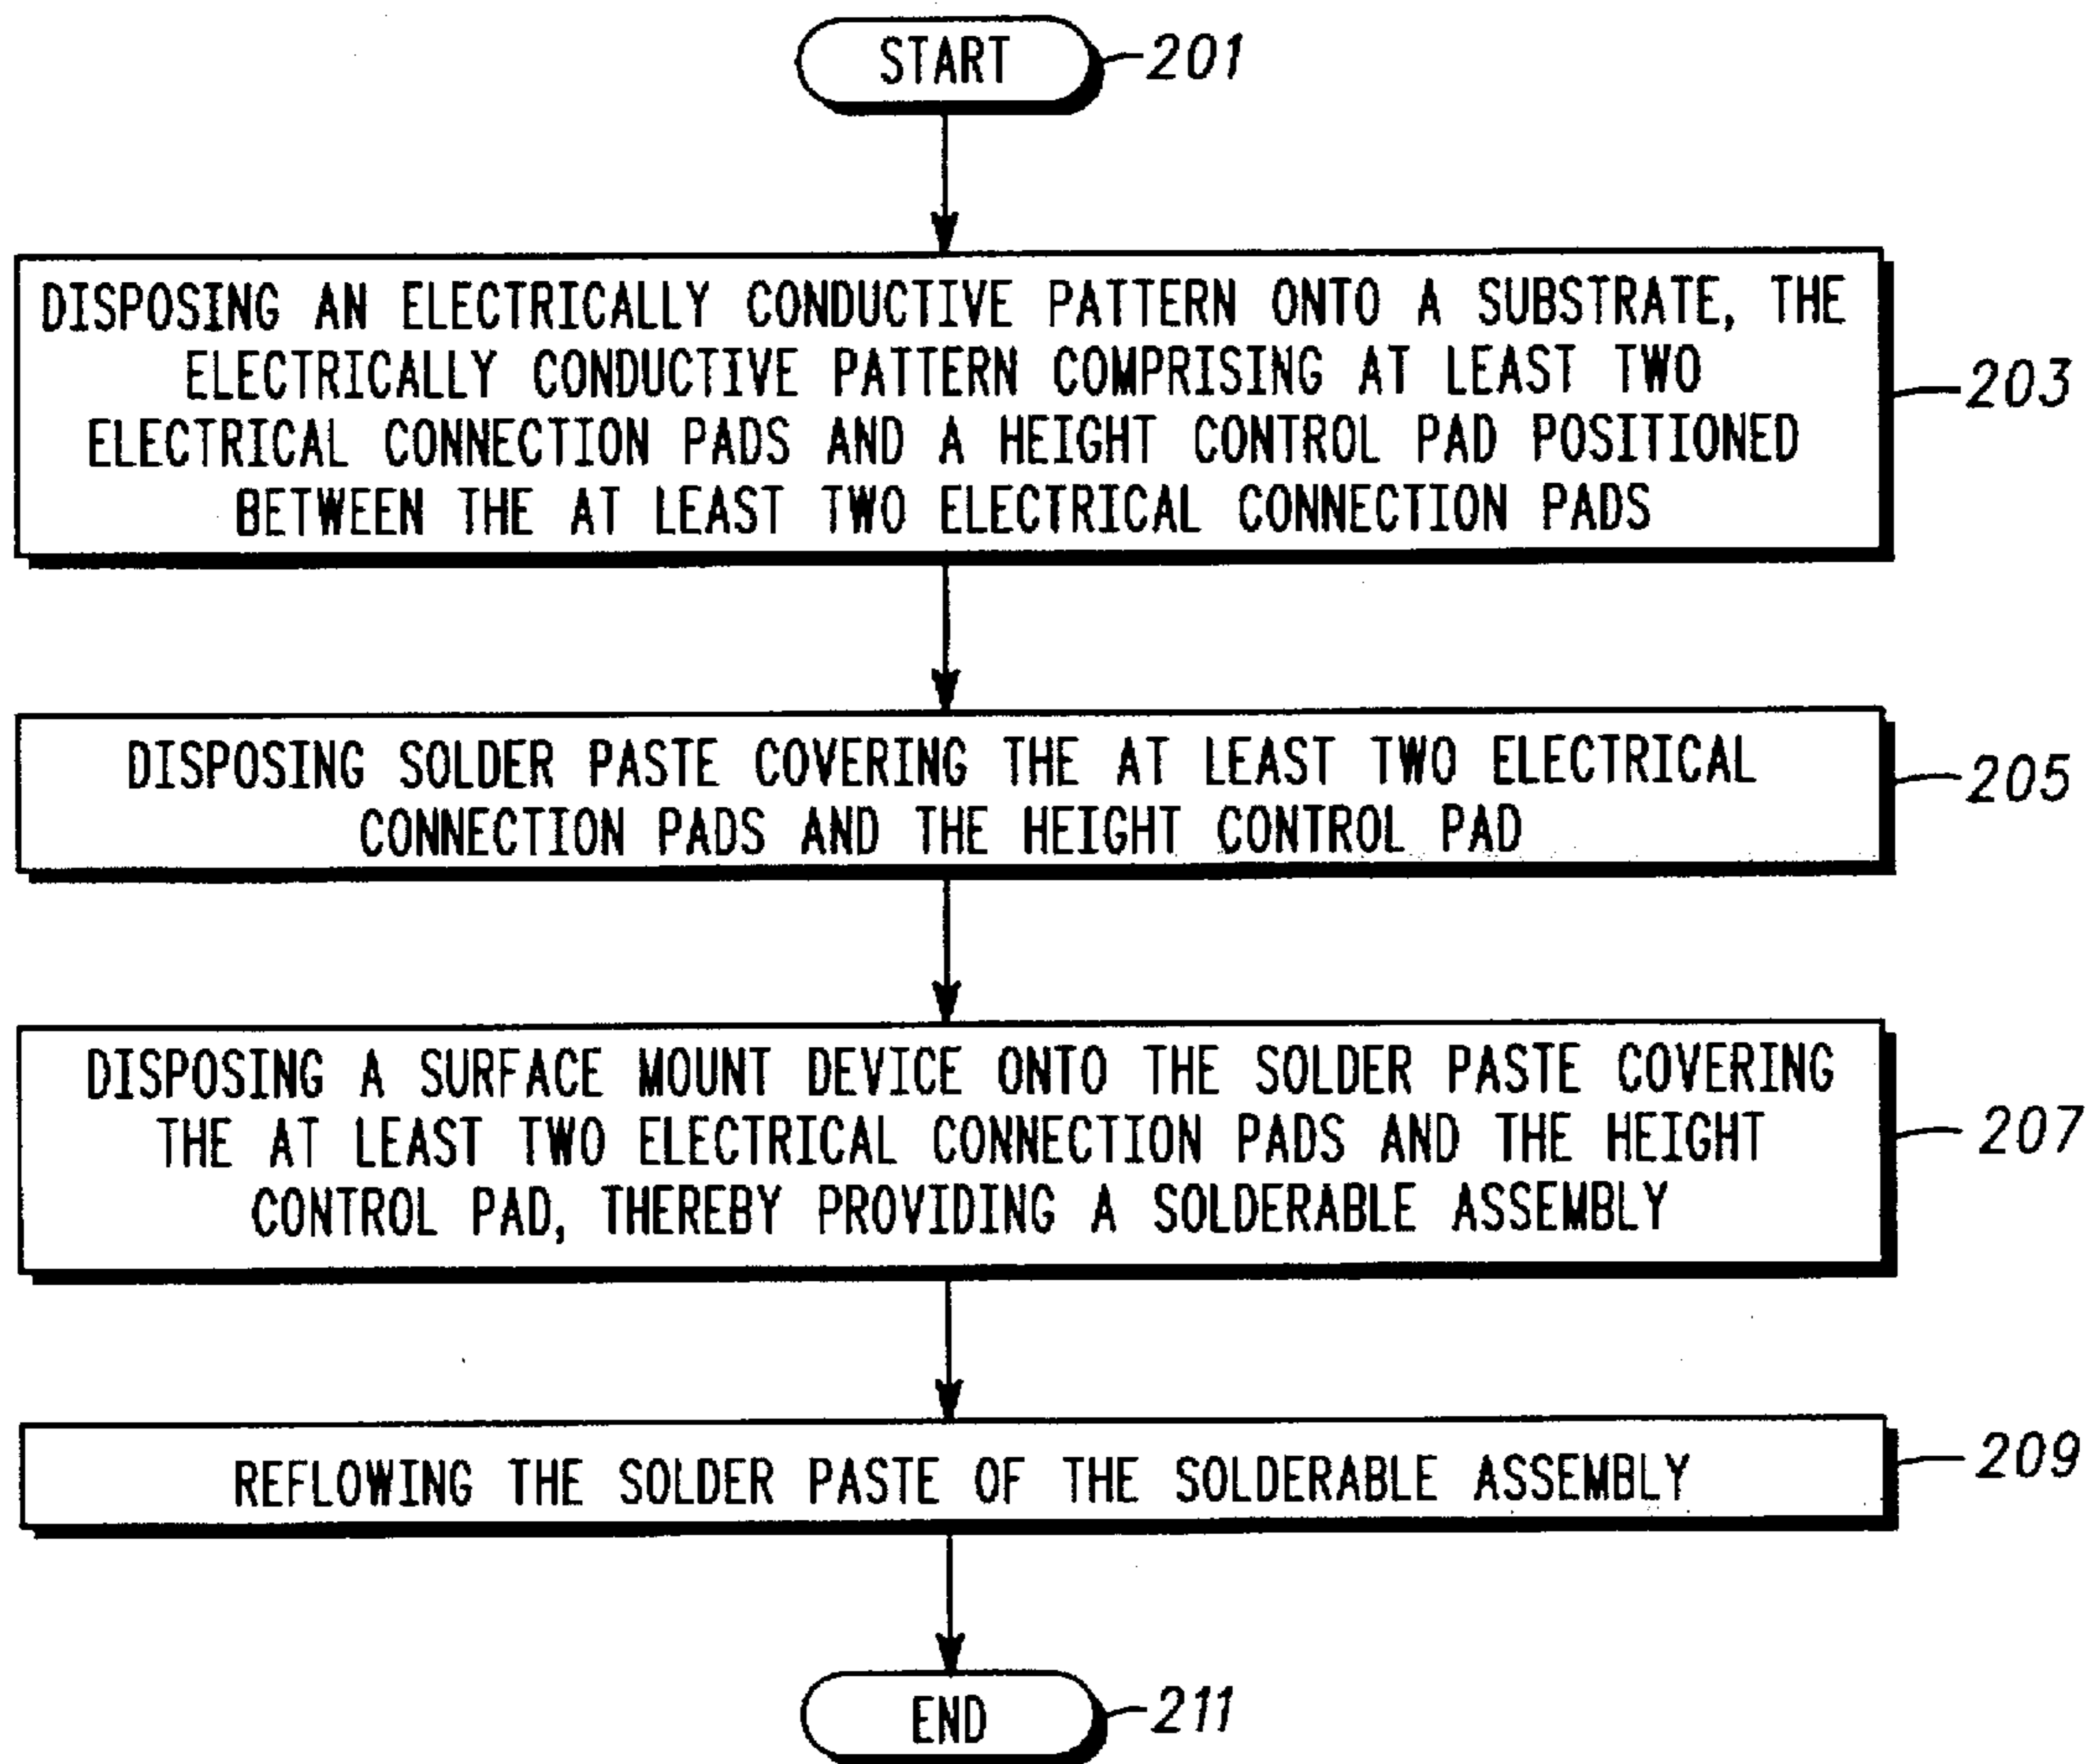 START
201
DISPOSING AN ELECTRICALLY CONDUCTIVE PATTERN ONTO A SUBSTRATE, THE
ELECTRICALLY CONDUCTIVE PATTERN COMPRISING AT LEAST TWO
ELECTRICAL CONNECTION PADS AND A HEIGHT CONTROL PAD POSITIONED
BETWEEN THE AT LEAST TWO ELECTRICAL CONNECTION PADS
203
DISPOSING SOLDER PASTE COVERING THE AT LEAST TWO ELECTRICAL
CONNECTION PADS AND THE HEIGHT CONTROL PAD
205
DISPOSING A SURFACE MOUNT DEVICE ONTO THE SOLDER PASTE COVERING
THE AT LEAST TWO ELECTRICAL CONNECTION PADS AND THE HEIGHT
CONTROL PAD, THEREBY PROVIDING A SOLDERABLE ASSEMBLY
207
REFLOWING THE SOLDER PASTE OF THE SOLDERABLE ASSEMBLY
209
END
211